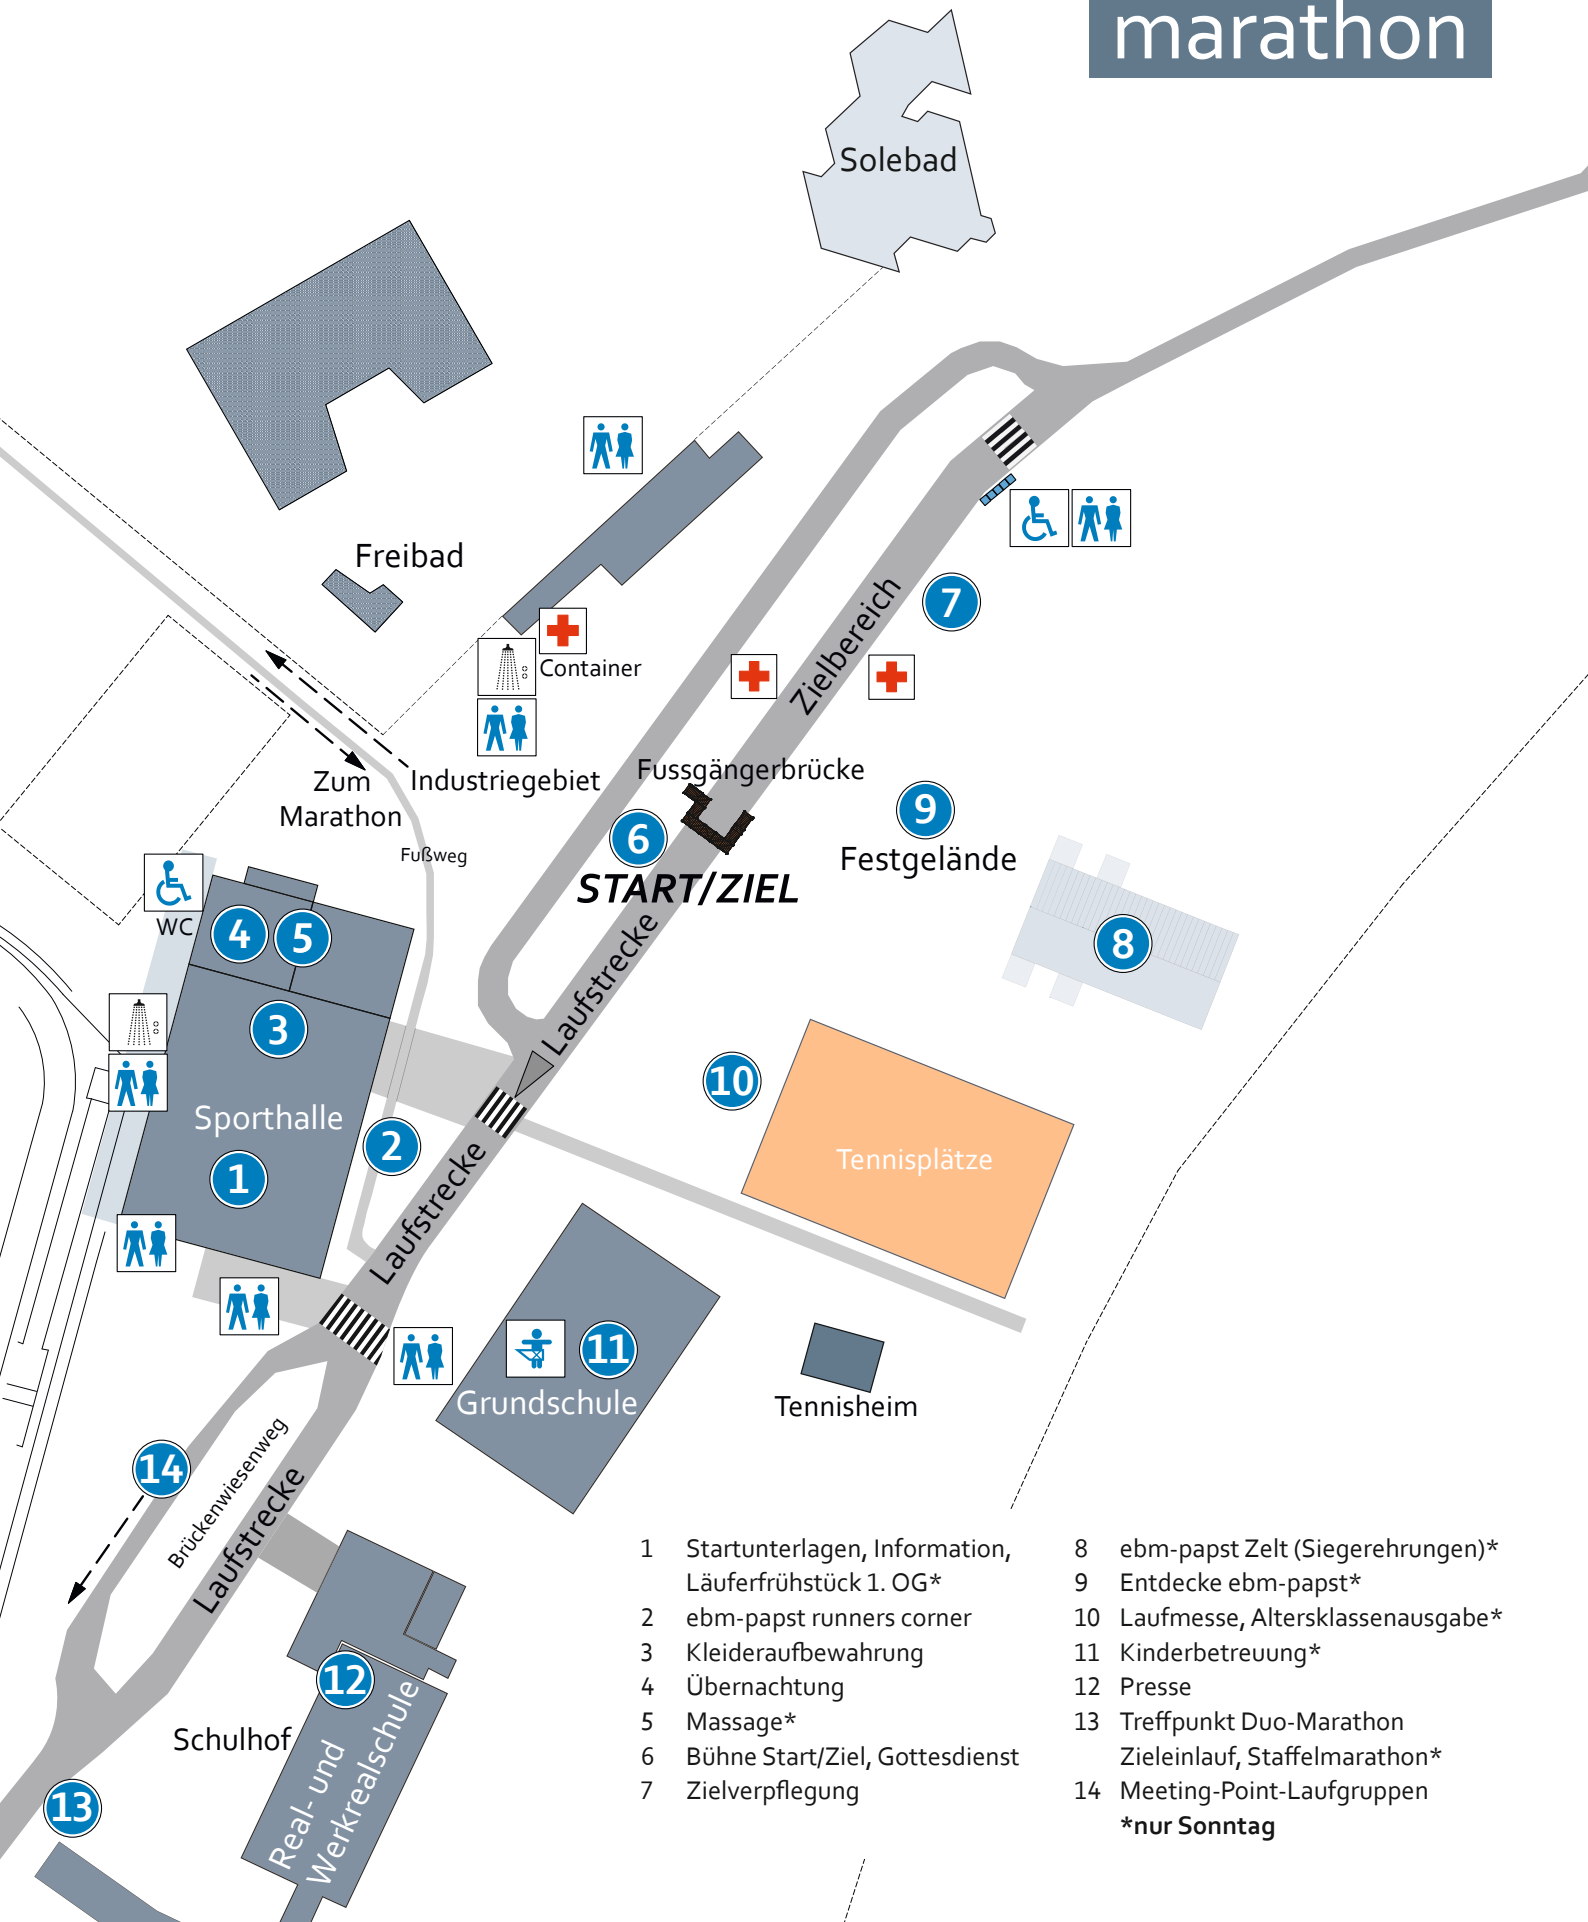 marathon
Solebad
Freibad
Container
Zielbereich
Zum
Marathon
Industriegebiet
Fussgängerbrücke
Fußweg
7
6
9
Festgelände
START/ZIEL
WC
4
5
8
Laufstrecke
3
10
Sporthalle
2
Tennisplätze
1
Laufstrecke
11
Grundschule
Tennisheim
14
Brückenwiesenweg
Laufstrecke
12
Schulhof
Real- und
Werkrealschule
13
1 Startunterlagen, Information,
Läuferfrühstück 1. OG*
2 ebm-papst runners corner
3 Kleideraufbewahrung
4 Übernachtung
5 Massage*
6 Bühne Start/Ziel, Gottesdienst
7 Zielverpflegung
8 ebm-papst Zelt (Siegerehrungen)*
9 Entdecke ebm-papst*
10 Laufmesse, Altersklassenausgabe*
11 Kinderbetreuung*
12 Presse
13 Treffpunkt Duo-Marathon
Zieleinlauf, Staffelmarathon*
14 Meeting-Point-Laufgruppen
*nur Sonntag